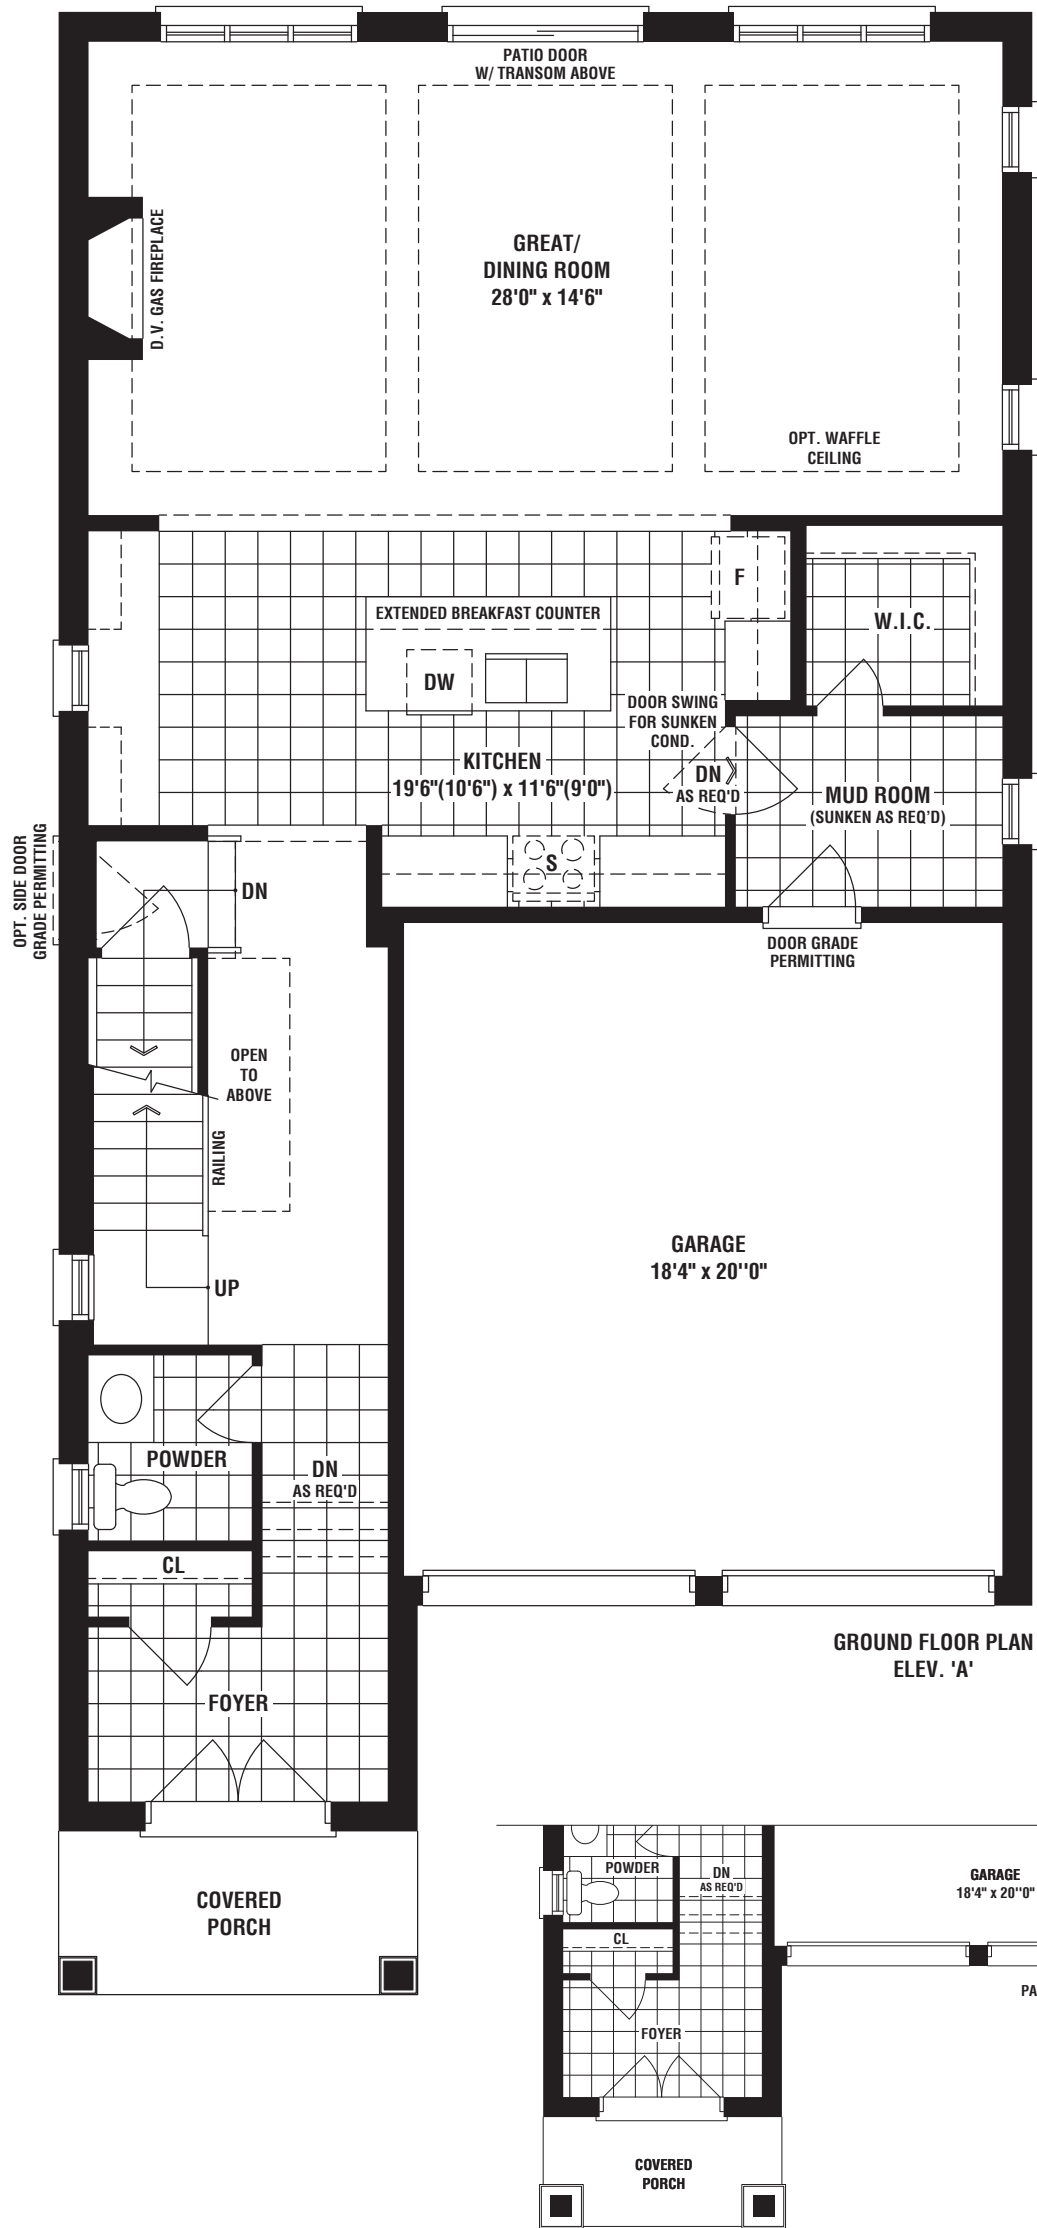 PATIO DOOR
W/ TRANSOM ABOVE
D.V. GAS FIREPLACE
GREAT/
DINING ROOM
28'0" x 14'6"
OPT. WAFFLE
CEILING
F
EXTENDED BREAKFAST COUNTER
W.I.C.
DW
DOOR SWING
FOR SUNKEN
COND.
KITCHEN
19'6"(10'6") x 11'6"(9'0")
DN
AS REQ'D
MUD ROOM
(SUNKEN AS REQ'D)
OPT. SIDE DOOR
GRADE PERMITTING
S
DN
DOOR GRADE
PERMITTING
OPEN
TO
ABOVE
RAILING
GARAGE
18'4" x 20''0"
UP
POWDER
DN
AS REQ'D
CL
GROUND FLOOR PLAN
ELEV. 'A'
FOYER
COVERED
PORCH
POWDER
DN
AS REQ'D
GARAGE
18'4" x 20''0"
CL
PA
FOYER
COVERED
PORCH